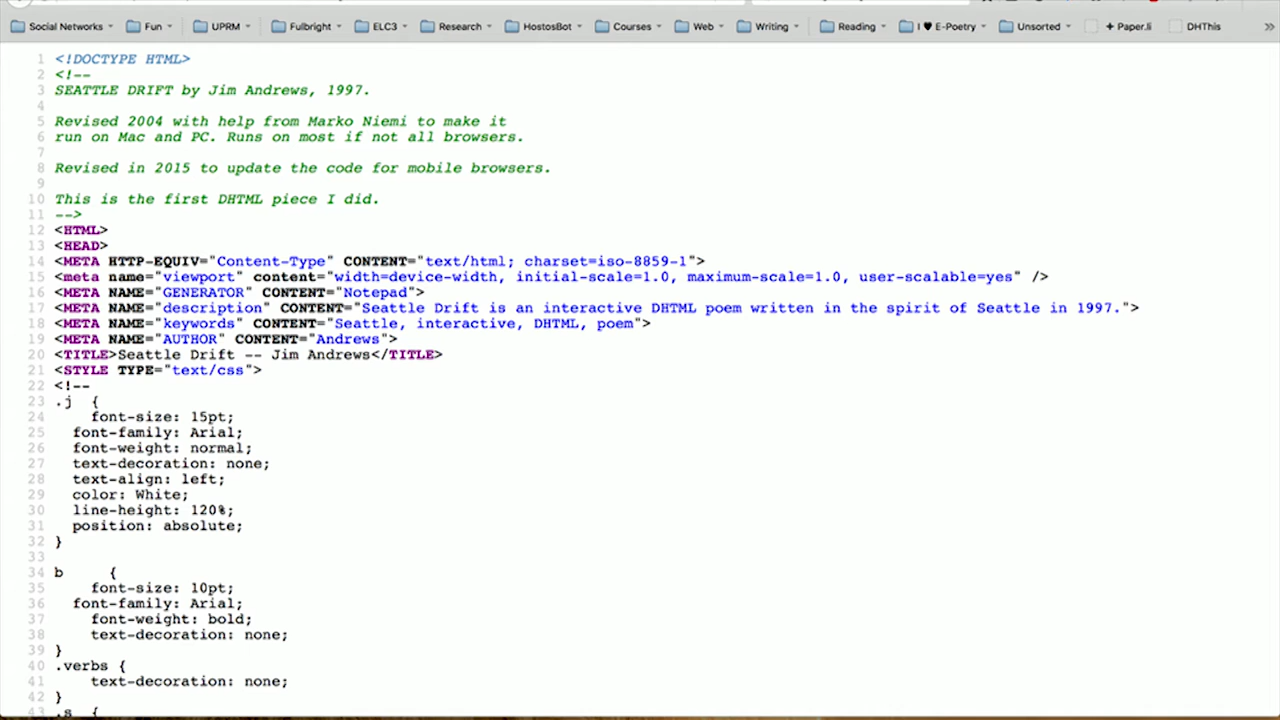 Social Networks Fun UPRM Fulbright ELC3 Research HostosBot Courses Web Writing Reading I ♥ E-Poetry Unsorted + Paper.li DHThis »
1 <!DOCTYPE HTML>
2 <!--
3 SEATTLE DRIFT by Jim Andrews, 1997.
4
5 Revised 2004 with help from Marko Niemi to make it
6 run on Mac and PC. Runs on most if not all browsers.
7
8 Revised in 2015 to update the code for mobile browsers.
9
10 This is the first DHTML piece I did.
11 -->
12 <HTML>
13 <HEAD>
14 <META HTTP-EQUIV="Content-Type" CONTENT="text/html; charset=iso-8859-1">
15 <meta name="viewport" content="width=device-width, initial-scale=1.0, maximum-scale=1.0, user-scalable=yes" />
16 <META NAME="GENERATOR" CONTENT="Notepad">
17 <META NAME="description" CONTENT="Seattle Drift is an interactive DHTML poem written in the spirit of Seattle in 1997.">
18 <META NAME="keywords" CONTENT="Seattle, interactive, DHTML, poem">
19 <META NAME="AUTHOR" CONTENT="Andrews">
20 <TITLE>Seattle Drift -- Jim Andrews</TITLE>
21 <STYLE TYPE="text/css">
22 <!--
23 .j {
24 font-size: 15pt;
25 font-family: Arial;
26 font-weight: normal;
27 text-decoration: none;
28 text-align: left;
29 color: White;
30 line-height: 120%;
31 position: absolute;
32 }
33
34 b {
35 font-size: 10pt;
36 font-family: Arial;
37 font-weight: bold;
38 text-decoration: none;
39 }
40 .verbs {
41 text-decoration: none;
42 }
43 .s {